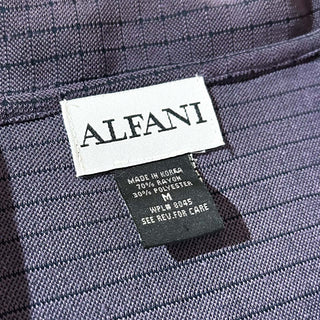 ALFANI
MADE IN KOREA
70% RAYON
30% POLYESTER
M
WPL# 8045
SEE REV.FOR CARE